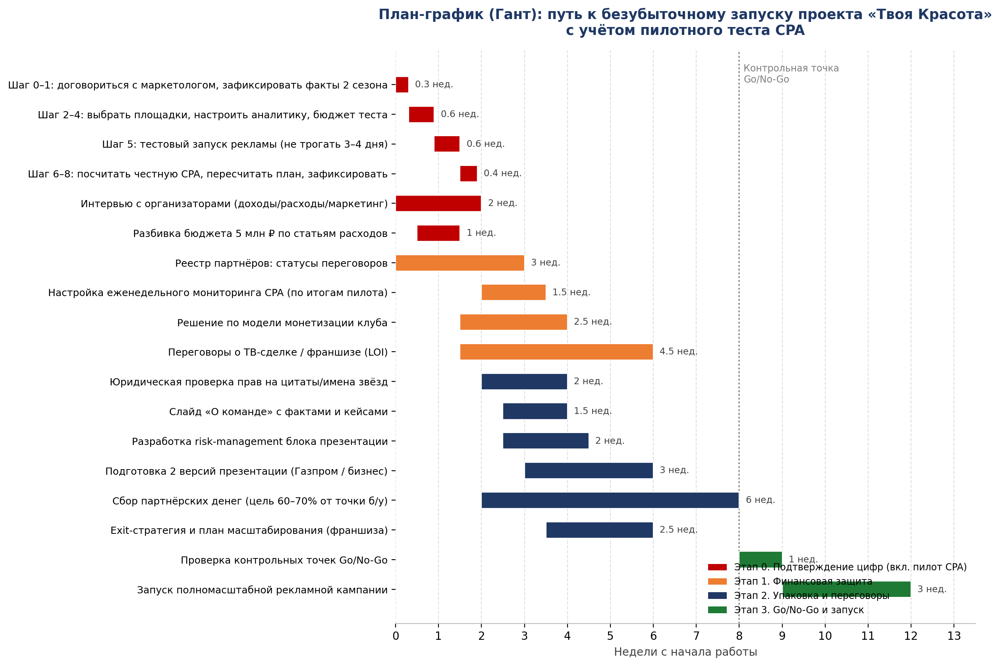 План-график (Гант): путь к безубыточному запуску проекта «Твоя Красота»
с учётом пилотного теста CPA
Контрольная точка
Go/No-Go
Шаг 0–1: договориться с маркетологом, зафиксировать факты 2 сезона
0.3 нед.
Шаг 2–4: выбрать площадки, настроить аналитику, бюджет теста
0.6 нед.
Шаг 5: тестовый запуск рекламы (не трогать 3–4 дня)
0.6 нед.
Шаг 6–8: посчитать честную CPA, пересчитать план, зафиксировать
0.4 нед.
Интервью с организаторами (доходы/расходы/маркетинг)
2 нед.
Разбивка бюджета 5 млн ₽ по статьям расходов
1 нед.
Реестр партнёров: статусы переговоров
3 нед.
Настройка еженедельного мониторинга CPA (по итогам пилота)
1.5 нед.
Решение по модели монетизации клуба
2.5 нед.
Переговоры о ТВ-сделке / франшизе (LOI)
4.5 нед.
Юридическая проверка прав на цитаты/имена звёзд
2 нед.
Слайд «О команде» с фактами и кейсами
1.5 нед.
Разработка risk-management блока презентации
2 нед.
Подготовка 2 версий презентации (Газпром / бизнес)
3 нед.
Сбор партнёрских денег (цель 60–70% от точки б/у)
6 нед.
Exit-стратегия и план масштабирования (франшиза)
2.5 нед.
Проверка контрольных точек Go/No-Go
1 нед.
Запуск полномасштабной рекламной кампании
3 нед.
Этап 0. Подтверждение цифр (вкл. пилот CPA)
Этап 1. Финансовая защита
Этап 2. Упаковка и переговоры
Этап 3. Go/No-Go и запуск
0 1 2 3 4 5 6 7 8 9 10 11 12 13
Недели с начала работы